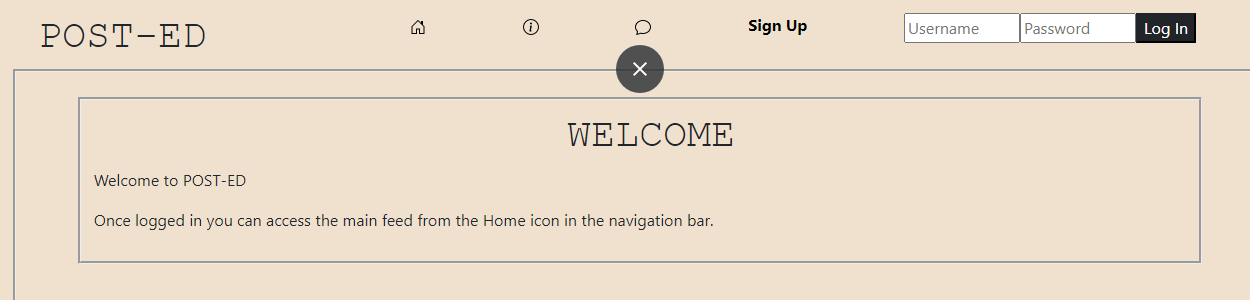 POST-ED
Sign Up
Username
Password
Log In
WELCOME
Welcome to POST-ED
Once logged in you can access the main feed from the Home icon in the navigation bar.